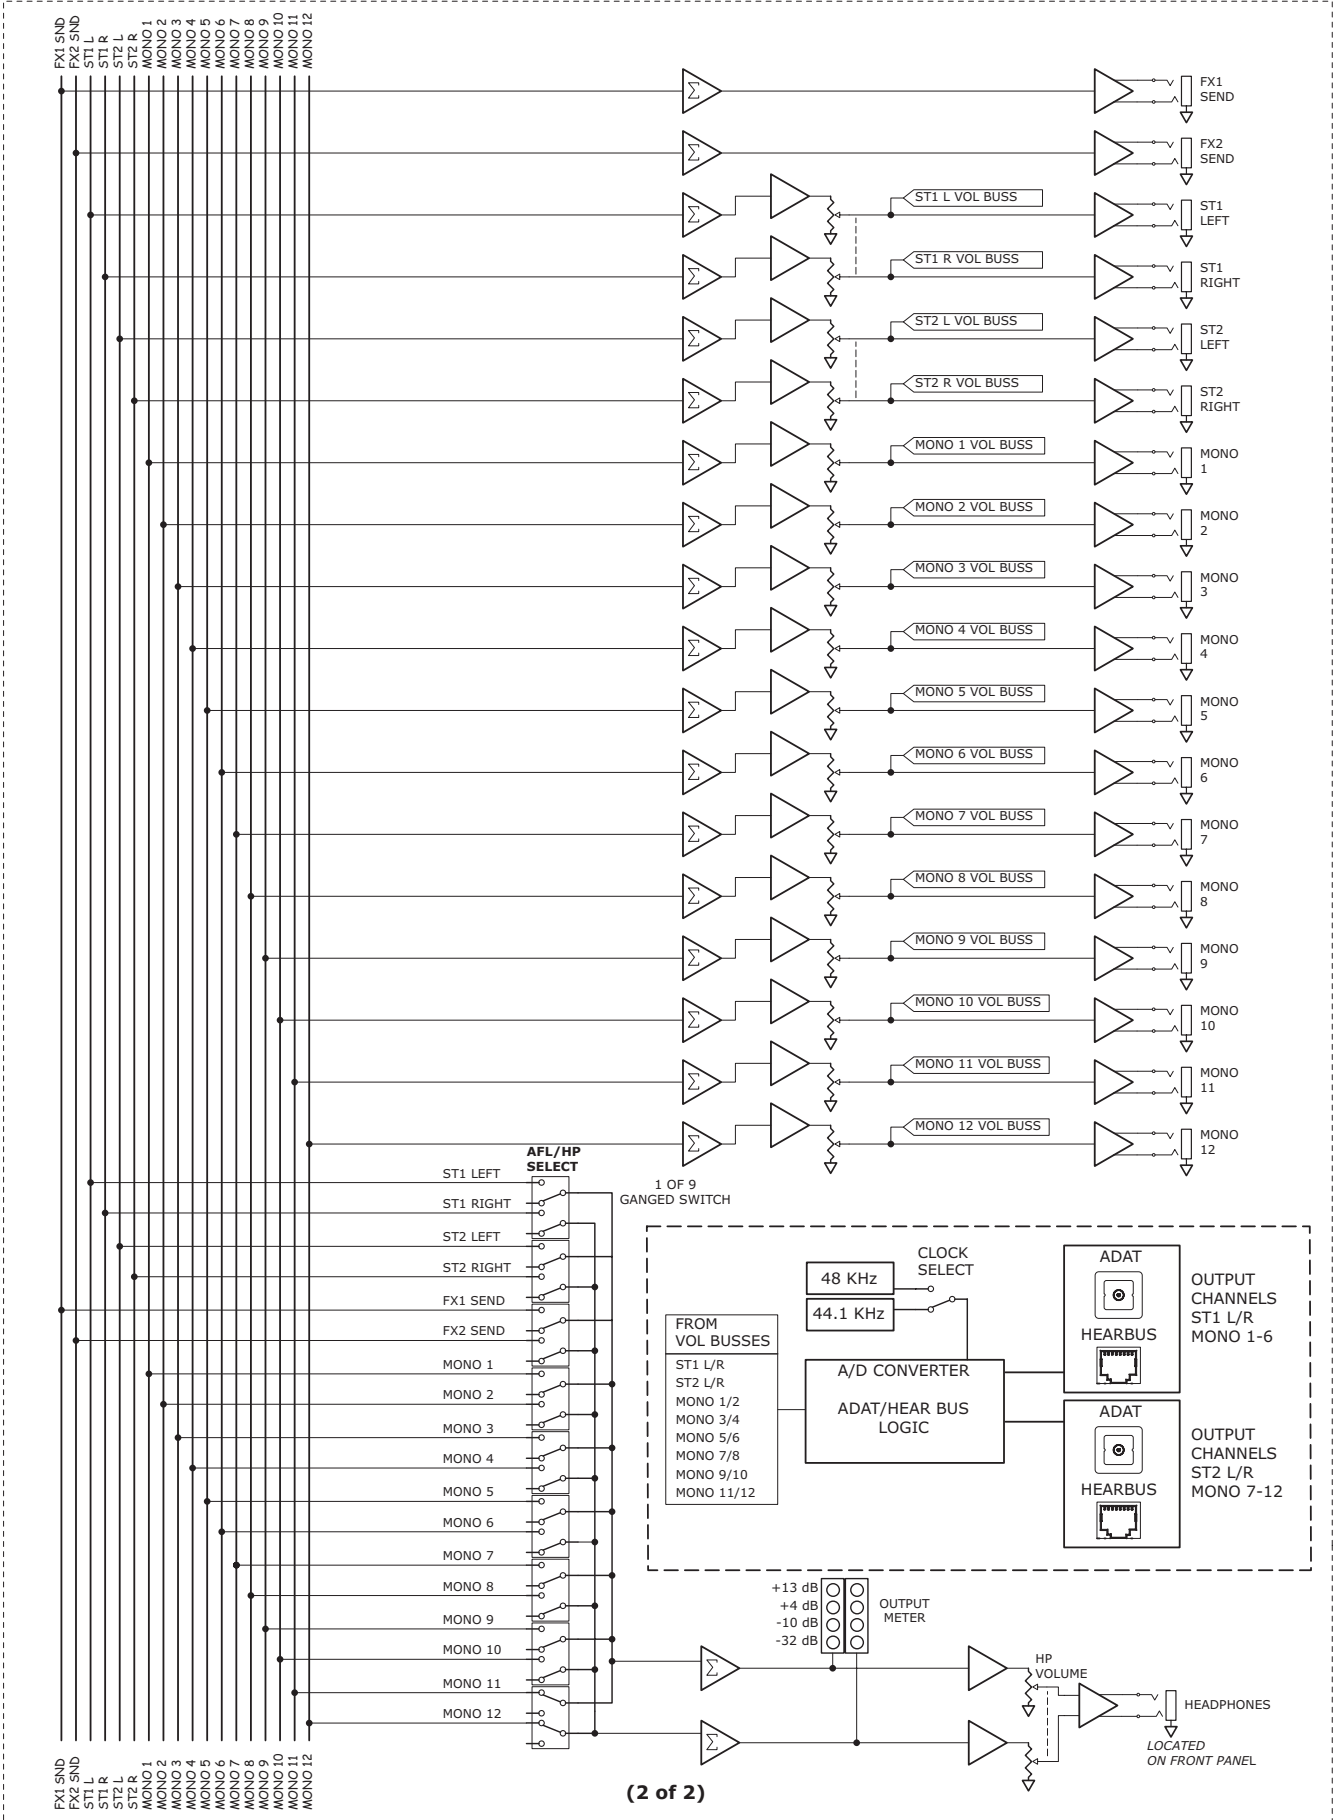 FX1 SND
FX2 SND
ST1 L
ST1 R
ST2 L
ST2 R
MONO 1
MONO 2
MONO 3
MONO 4
MONO 5
MONO 6
MONO 7
MONO 8
MONO 9
MONO 10
MONO 11
MONO 12
Σ
FX1
SEND
Σ
FX2
SEND
Σ
ST1 L VOL BUSS
ST1
LEFT
Σ
ST1 R VOL BUSS
ST1
RIGHT
Σ
ST2 L VOL BUSS
ST2
LEFT
Σ
ST2 R VOL BUSS
ST2
RIGHT
Σ
MONO 1 VOL BUSS
MONO
1
Σ
MONO 2 VOL BUSS
MONO
2
Σ
MONO 3 VOL BUSS
MONO
3
Σ
MONO 4 VOL BUSS
MONO
4
Σ
MONO 5 VOL BUSS
MONO
5
Σ
MONO 6 VOL BUSS
MONO
6
Σ
MONO 7 VOL BUSS
MONO
7
Σ
MONO 8 VOL BUSS
MONO
8
Σ
MONO 9 VOL BUSS
MONO
9
Σ
MONO 10 VOL BUSS
MONO
10
Σ
MONO 11 VOL BUSS
MONO
11
Σ
MONO 12 VOL BUSS
MONO
12
AFL/HP
SELECT
1 OF 9
GANGED SWITCH
ST1 LEFT
ST1 RIGHT
ST2 LEFT
ST2 RIGHT
FX1 SEND
FX2 SEND
MONO 1
MONO 2
MONO 3
MONO 4
MONO 5
MONO 6
MONO 7
MONO 8
MONO 9
MONO 10
MONO 11
MONO 12
CLOCK
SELECT
48 KHz
44.1 KHz
FROM
VOL BUSSES
ST1 L/R
ST2 L/R
MONO 1/2
MONO 3/4
MONO 5/6
MONO 7/8
MONO 9/10
MONO 11/12
A/D CONVERTER
ADAT/HEAR BUS
LOGIC
ADAT
HEARBUS
OUTPUT
CHANNELS
ST1 L/R
MONO 1-6
ADAT
HEARBUS
OUTPUT
CHANNELS
ST2 L/R
MONO 7-12
+13 dB
+4 dB
-10 dB
-32 dB
OUTPUT
METER
Σ
Σ
HP
VOLUME
HEADPHONES
LOCATED
ON FRONT PANEL
FX1 SND
FX2 SND
ST1 L
ST1 R
ST2 L
ST2 R
MONO 1
MONO 2
MONO 3
MONO 4
MONO 5
MONO 6
MONO 7
MONO 8
MONO 9
MONO 10
MONO 11
MONO 12
(2 of 2)